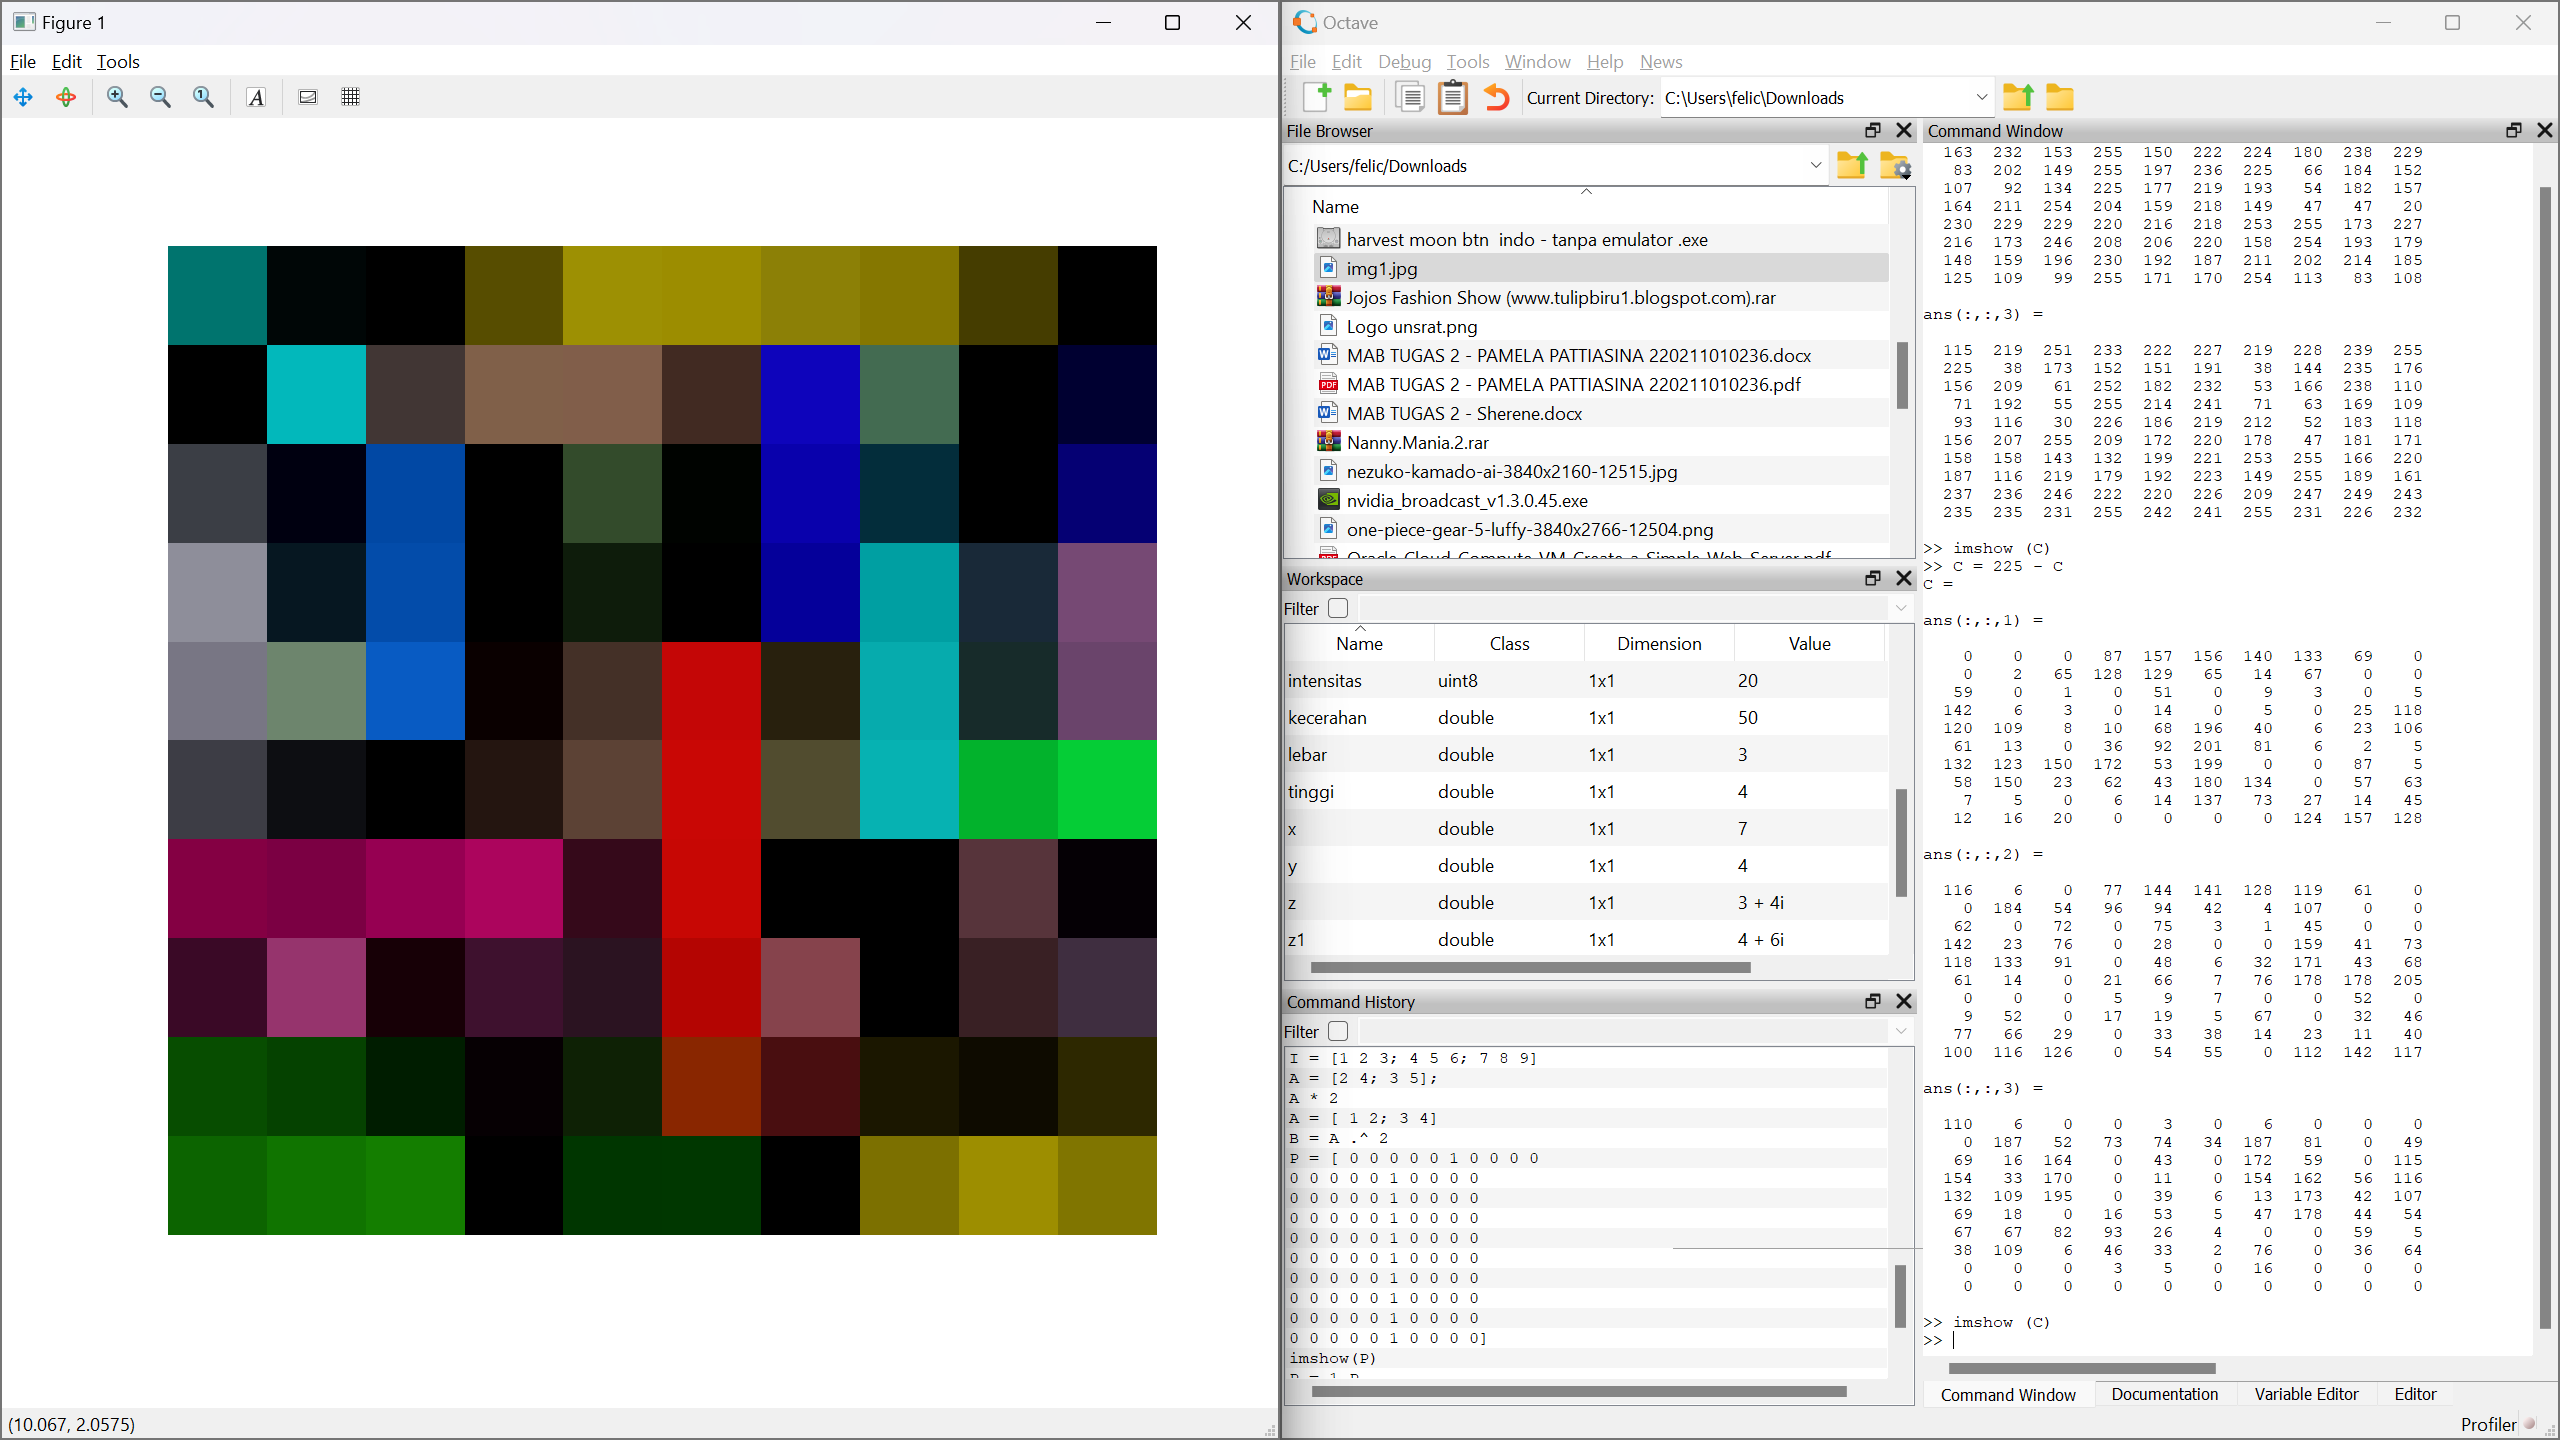 Figure 1
File Edit Tools
(10.067, 2.0575)
Octave
File Edit Debug Tools Window Help News
Current Directory: C:\Users\felic\Downloads
File Browser
C:/Users/felic/Downloads
Name
harvest moon btn indo - tanpa emulator .exe
img1.jpg
Jojos Fashion Show (www.tulipbiru1.blogspot.com).rar
Logo unsrat.png
MAB TUGAS 2 - PAMELA PATTIASINA 220211010236.docx
MAB TUGAS 2 - PAMELA PATTIASINA 220211010236.pdf
MAB TUGAS 2 - Sherene.docx
Nanny.Mania.2.rar
nezuko-kamado-ai-3840x2160-12515.jpg
nvidia_broadcast_v1.3.0.45.exe
one-piece-gear-5-luffy-3840x2766-12504.png
Oracle-Cloud-Compute-VM-Create-a-Simple-Web-Server.pdf
Workspace
Filter
Name Class Dimension Value
intensitas uint8 1x1 20
kecerahan double 1x1 50
lebar double 1x1 3
tinggi double 1x1 4
x double 1x1 7
y double 1x1 4
z double 1x1 3 + 4i
z1 double 1x1 4 + 6i
Command History
Filter
I = [1 2 3; 4 5 6; 7 8 9]
A = [2 4; 3 5];
A * 2
A = [ 1 2; 3 4]
B = A .^ 2
P = [ 0 0 0 0 0 1 0 0 0 0
0 0 0 0 0 1 0 0 0 0
0 0 0 0 0 1 0 0 0 0
0 0 0 0 0 1 0 0 0 0
0 0 0 0 0 1 0 0 0 0
0 0 0 0 0 1 0 0 0 0
0 0 0 0 0 1 0 0 0 0
0 0 0 0 0 1 0 0 0 0
0 0 0 0 0 1 0 0 0 0
0 0 0 0 0 1 0 0 0 0]
imshow(P)
Command Window
163 232 153 255 150 222 224 180 238 229
83 202 149 255 197 236 225 66 184 152
107 92 134 225 177 219 193 54 182 157
164 211 254 204 159 218 149 47 47 20
230 229 229 220 216 218 253 255 173 227
216 173 246 208 206 220 158 254 193 179
148 159 196 230 192 187 211 202 214 185
125 109 99 255 171 170 254 113 83 108
ans(:,:,3) =
115 219 251 233 222 227 219 228 239 255
225 38 173 152 151 191 38 144 235 176
156 209 61 252 182 232 53 166 238 110
71 192 55 255 214 241 71 63 169 109
93 116 30 226 186 219 212 52 183 118
156 207 255 209 172 220 178 47 181 171
158 158 143 132 199 221 253 255 166 220
187 116 219 179 192 223 149 255 189 161
237 236 246 222 220 226 209 247 249 243
235 235 231 255 242 241 255 231 226 232
>> imshow (C)
>> C = 225 - C
C =
ans(:,:,1) =
0 0 0 87 157 156 140 133 69 0
0 2 65 128 129 65 14 67 0 0
59 0 1 0 51 0 9 3 0 5
142 6 3 0 14 0 5 0 25 118
120 109 8 10 68 196 40 6 23 106
61 13 0 36 92 201 81 6 2 5
132 123 150 172 53 199 0 0 87 5
58 150 23 62 43 180 134 0 57 63
7 5 0 6 14 137 73 27 14 45
12 16 20 0 0 0 0 124 157 128
ans(:,:,2) =
116 6 0 77 144 141 128 119 61 0
0 184 54 96 94 42 4 107 0 0
62 0 72 0 75 3 1 45 0 0
142 23 76 0 28 0 0 159 41 73
118 133 91 0 48 6 32 171 43 68
61 14 0 21 66 7 76 178 178 205
0 0 0 5 9 7 0 0 52 0
9 52 0 17 19 5 67 0 32 46
77 66 29 0 33 38 14 23 11 40
100 116 126 0 54 55 0 112 142 117
ans(:,:,3) =
110 6 0 0 3 0 6 0 0 0
0 187 52 73 74 34 187 81 0 49
69 16 164 0 43 0 172 59 0 115
154 33 170 0 11 0 154 162 56 116
132 109 195 0 39 6 13 173 42 107
69 18 0 16 53 5 47 178 44 54
67 67 82 93 26 4 0 0 59 5
38 109 6 46 33 2 76 0 36 64
0 0 0 3 5 0 16 0 0 0
0 0 0 0 0 0 0 0 0 0
>> imshow (C)
>>
Command Window Documentation Variable Editor Editor
Profiler